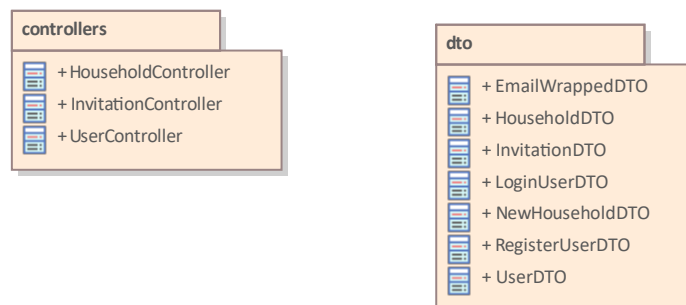 controllers
+ HouseholdController
+ InvitationController
+ UserController
dto
+ EmailWrappedDTO
+ HouseholdDTO
+ InvitationDTO
+ LoginUserDTO
+ NewHouseholdDTO
+ RegisterUserDTO
+ UserDTO